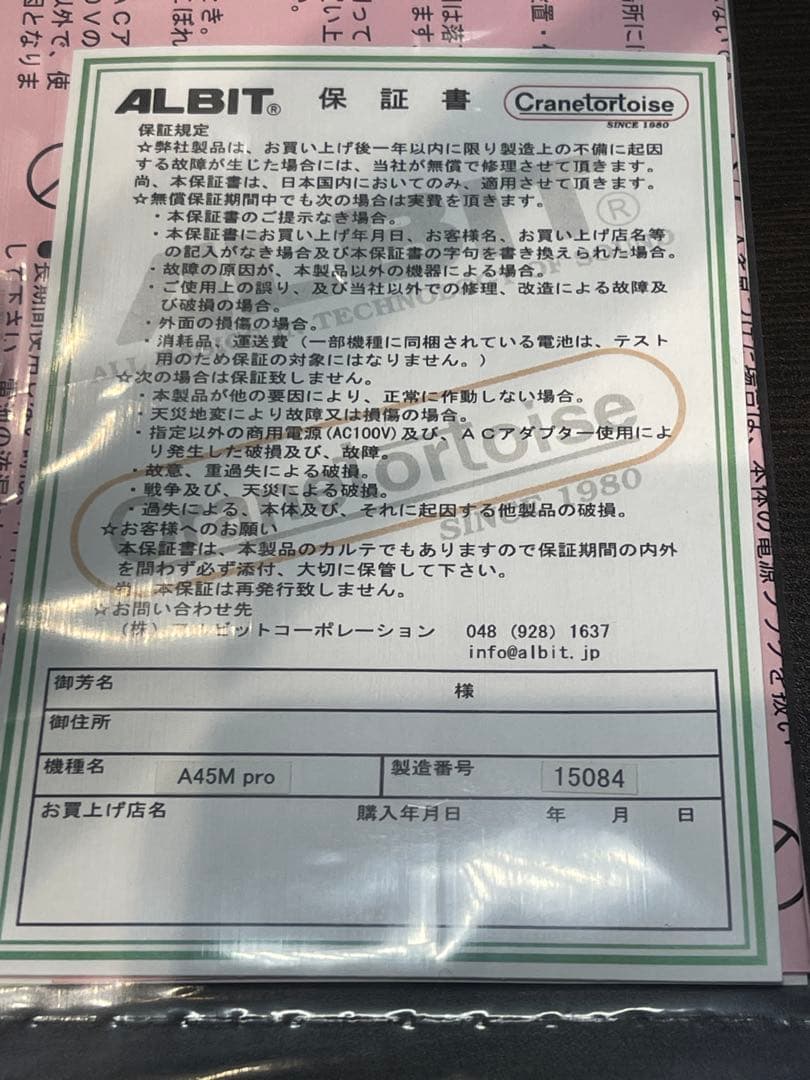 ALBIT® 保証書 Cranetortoise
SINCE 1980
保証規定
☆弊社製品は、お買い上げ後一年以内に限り製造上の不備に起因
する故障が生じた場合には、当社が無償で修理させて頂きます。
尚、本保証書は、日本国内においてのみ、適用させて頂きます。
☆無償保証期間中でも次の場合は実費を頂きます。
・本保証書のご提示なき場合。
・本保証書にお買い上げ年月日、お客様名、お買い上げ店名等
の記入がなき場合及び本保証書の字句を書き換えられた場合。
・故障の原因が、本製品以外の機器による場合。
・ご使用上の誤り、及び当社以外での修理、改造による故障及
び破損の場合。
・外面の損傷の場合。
・消耗品、運送費（一部機種に同梱されている電池は、テスト
用のため保証の対象にはなりません。）
☆次の場合は保証致しません。
・本製品が他の要因により、正常に作動しない場合。
・天災地変により故障又は損傷の場合。
・指定以外の商用電源(AC100V)及び、ACアダプター使用によ
り発生した破損及び、故障。
・故意、重過失による破損。
・戦争及び、天災による破損。
・過失による、本体及び、それに起因する他製品の破損。
☆お客様へのお願い
本保証書は、本製品のカルテでもありますので保証期間の内外
を問わず必ず添付、大切に保管して下さい。
尚、本保証は再発行致しません。
☆お問い合わせ先
（株）アルビットコーポレーション 048（928）1637
info@albit.jp
御芳名 様
御住所
機種名 A45M pro 製造番号 15084
お買上げ店名 購入年月日 年 月 日
ALBIT®
Cranetortoise
SINCE 1980